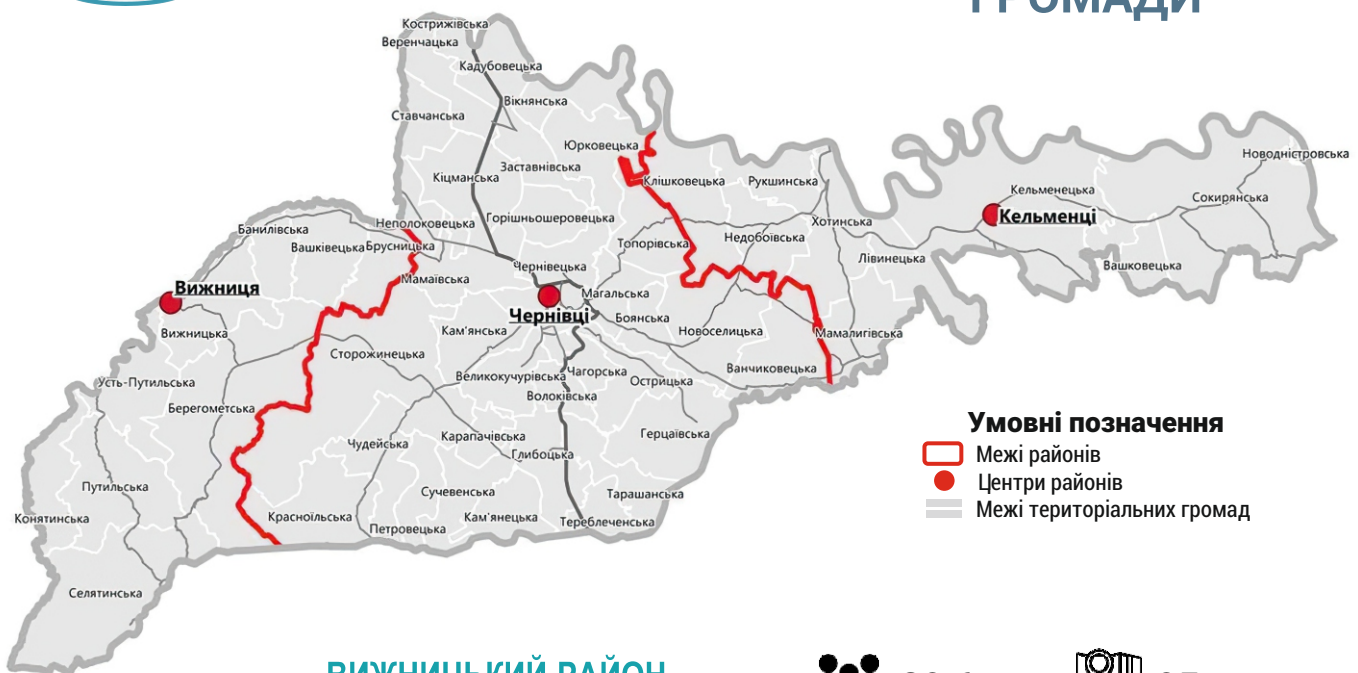 ГРОМАДИ
Кострижівська
Веренчацька
Кадубовецька
Вікнянська
Ставчанська
Юрковецька
Заставнівська
Кіцманська
Клішковецька
Рукшинська
Новодністровська
Кельменецька
Сокирянська
Кельменці
Неполоковецька
Горішньошеровецька
Хотинська
Банилівська
Вашківецька
Брусницька
Топорівська
Недобоївська
Лівинецька
Вашковецька
Чернівецька
Мамаївська
Вижниця
Магальська
Чернівці
Боянська
Вижницька
Кам'янська
Новоселицька
Мамалигівська
Сторожинецька
Ванчиковецька
Усть-Путильська
Великокучурівська
Чагорська
Острицька
Берегометська
Волоківська
Герцаївська
Чудейська
Карапачівська
Глибоцька
Путильська
Сучевенська
Тарашанська
Конятинська
Красноїльська
Петровецька
Кам'янецька
Тереблеченська
Селятинська
Умовні позначення
Межі районів
Центри районів
Межі територіальних громад
ВИЖНИЦЬКИЙ РАЙОН